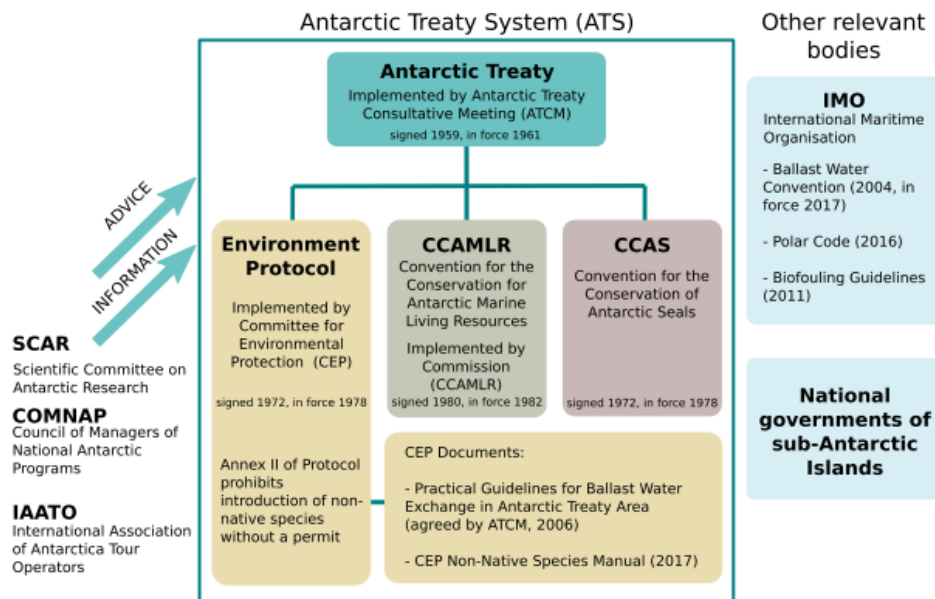 Antarctic Treaty System (ATS)
Other relevant
bodies
Antarctic Treaty
Implemented by Antarctic Treaty
Consultative Meeting (ATCM)
signed 1959, in force 1961
ADVICE
INFORMATION
SCAR
Scientific Committee on
Antarctic Research
COMNAP
Council of Managers of
National Antarctic
Programs
IAATO
International Association
of Antarctica Tour
Operators
Environment
Protocol
Implemented by
Committee for
Environmental
Protection (CEP)
signed 1972, in force 1978
Annex II of Protocol
prohibits
introduction of non-
native species
without a permit
CCAMLR
Convention for the
Conservation for
Antarctic Marine
Living Resources
Implemented by
Commission
(CCAMLR)
signed 1980, in force 1982
CCAS
Convention for the
Conservation of
Antarctic Seals
signed 1972, in force 1978
CEP Documents:
- Practical Guidelines for Ballast Water
Exchange in Antarctic Treaty Area
(agreed by ATCM, 2006)
- CEP Non-Native Species Manual (2017)
IMO
International Maritime
Organisation
- Ballast Water
Convention (2004, in
force 2017)
- Polar Code (2016)
- Biofouling Guidelines
(2011)
National
governments of
sub-Antarctic
Islands